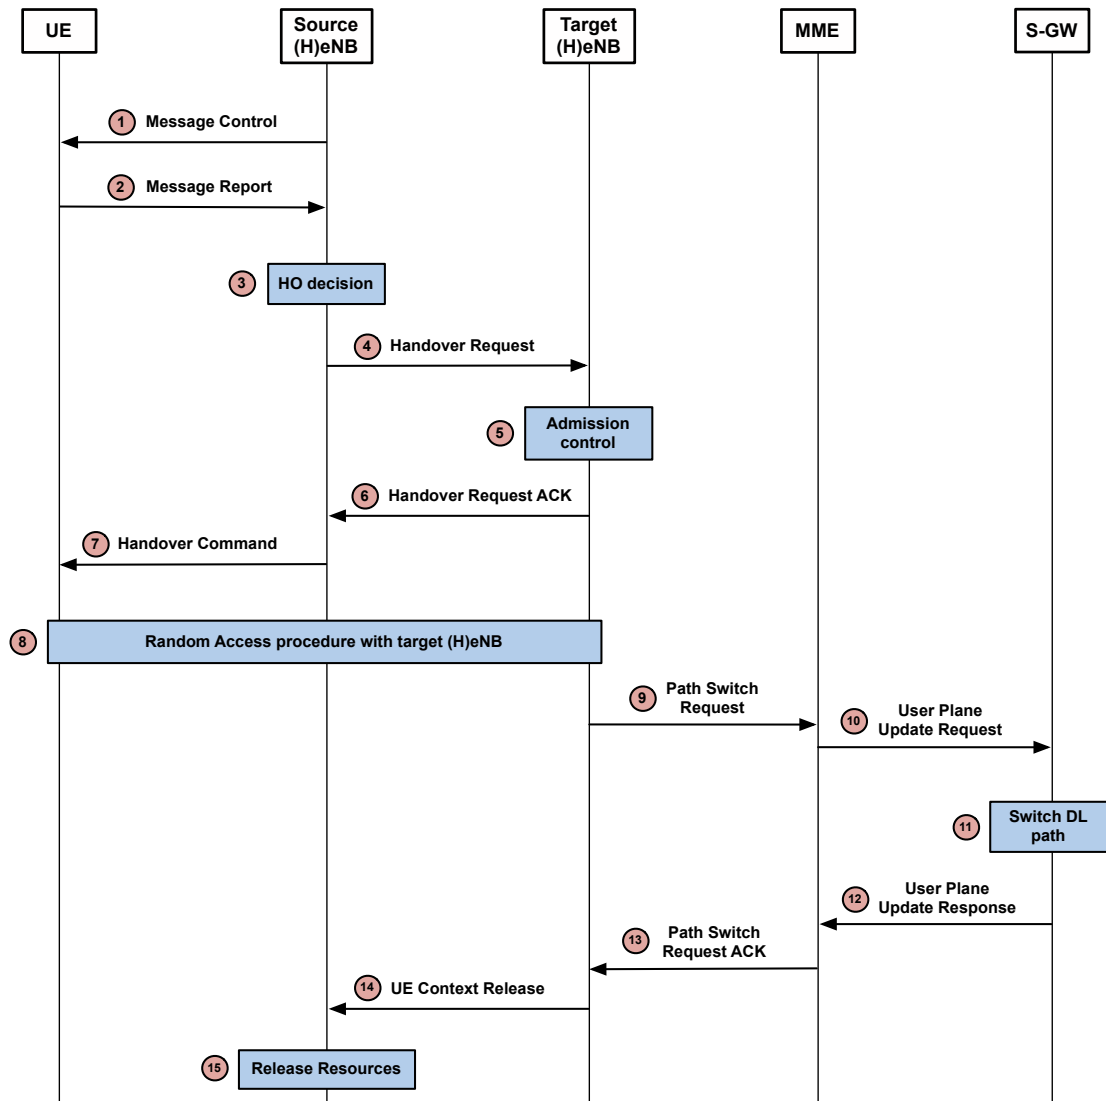 UE
Source
(H)eNB
Target
(H)eNB
MME
S-GW
1 Message Control
2 Message Report
3 HO decision
4 Handover Request
5 Admission
control
6 Handover Request ACK
7 Handover Command
8 Random Access procedure with target (H)eNB
9 Path Switch
Request
10 User Plane
Update Request
11 Switch DL
path
12 User Plane
Update Response
13 Path Switch
Request ACK
14 UE Context Release
15 Release Resources